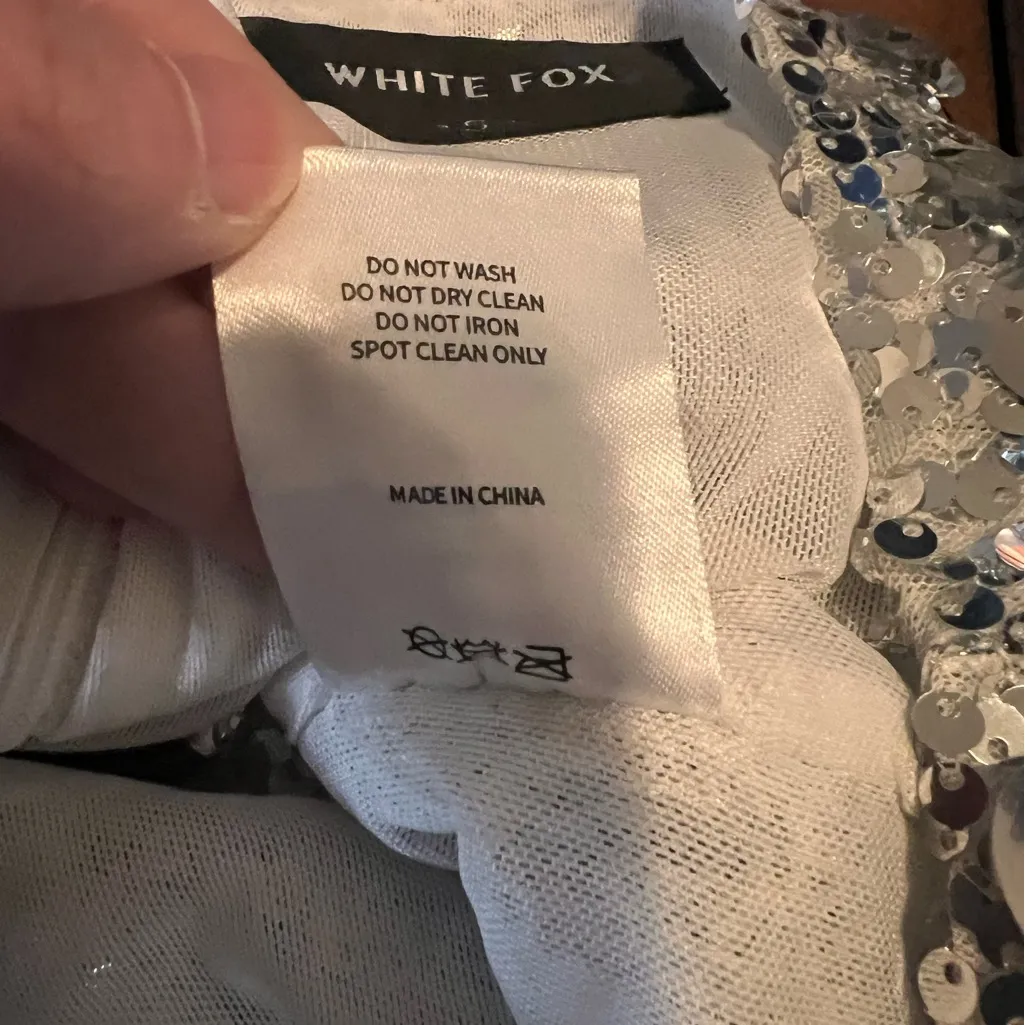 WHITE FOX
- S -
DO NOT WASH
DO NOT DRY CLEAN
DO NOT IRON
SPOT CLEAN ONLY
MADE IN CHINA